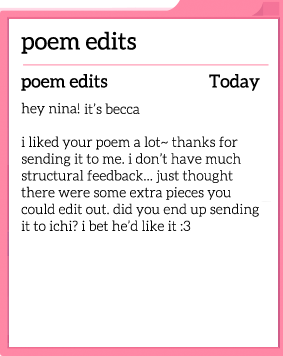 poem edits
poem edits Today
hey nina! it's becca
i liked your poem a lot~ thanks for
sending it to me. i don't have much
structural feedback... just thought
there were some extra pieces you
could edit out. did you end up sending
it to ichi? i bet he'd like it :3